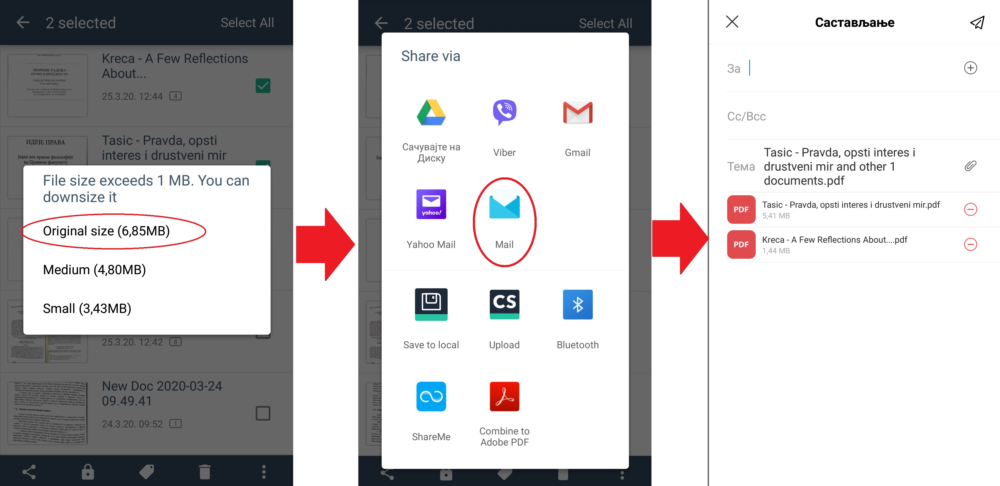 2 selected
Select All
ЗБОРНИК РАДОВА
ПРАВО И ВРИЈЕДНОСТИ
COLLECTION OF PAPERS
"Law and Values"
Kreca - A Few Reflections
About...
25.3.20. 12:44 4
ИДЕЈЕ ПРАВА
Један век правне филозофије
на Правном факултету
Tasic - Pravda, opsti
interes i drustveni mir
File size exceeds 1 MB. You can
downsize it
Original size (6,85MB)
Medium (4,80MB)
Small (3,43MB)
25.3.20. 12:42 8
New Doc 2020-03-24
09.49.41
24.3.20. 09:52 1
2 selected
Select All
Share via
Сачувајте на
Диску
Viber
Gmail
yahoo!
Yahoo Mail
Mail
Save to local
CS
Upload
Bluetooth
ShareMe
Combine to
Adobe PDF
Састављање
За
Cc/Bcc
Тема
Tasic - Pravda, opsti interes i
drustveni mir and other 1
documents.pdf
PDF
Tasic - Pravda, opsti interes i drustveni mir.pdf
5,41 MB
PDF
Kreca - A Few Reflections About....pdf
1,44 MB